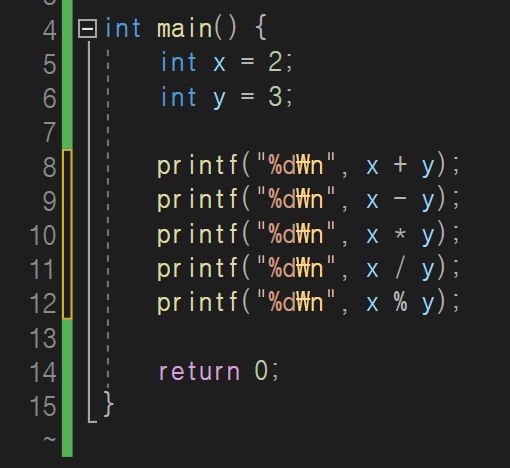 4 int main() {
5 int x = 2;
6 int y = 3;
7
8 printf("%d₩n", x + y);
9 printf("%d₩n", x - y);
10 printf("%d₩n", x * y);
11 printf("%d₩n", x / y);
12 printf("%d₩n", x % y);
13
14 return 0;
15 }
~